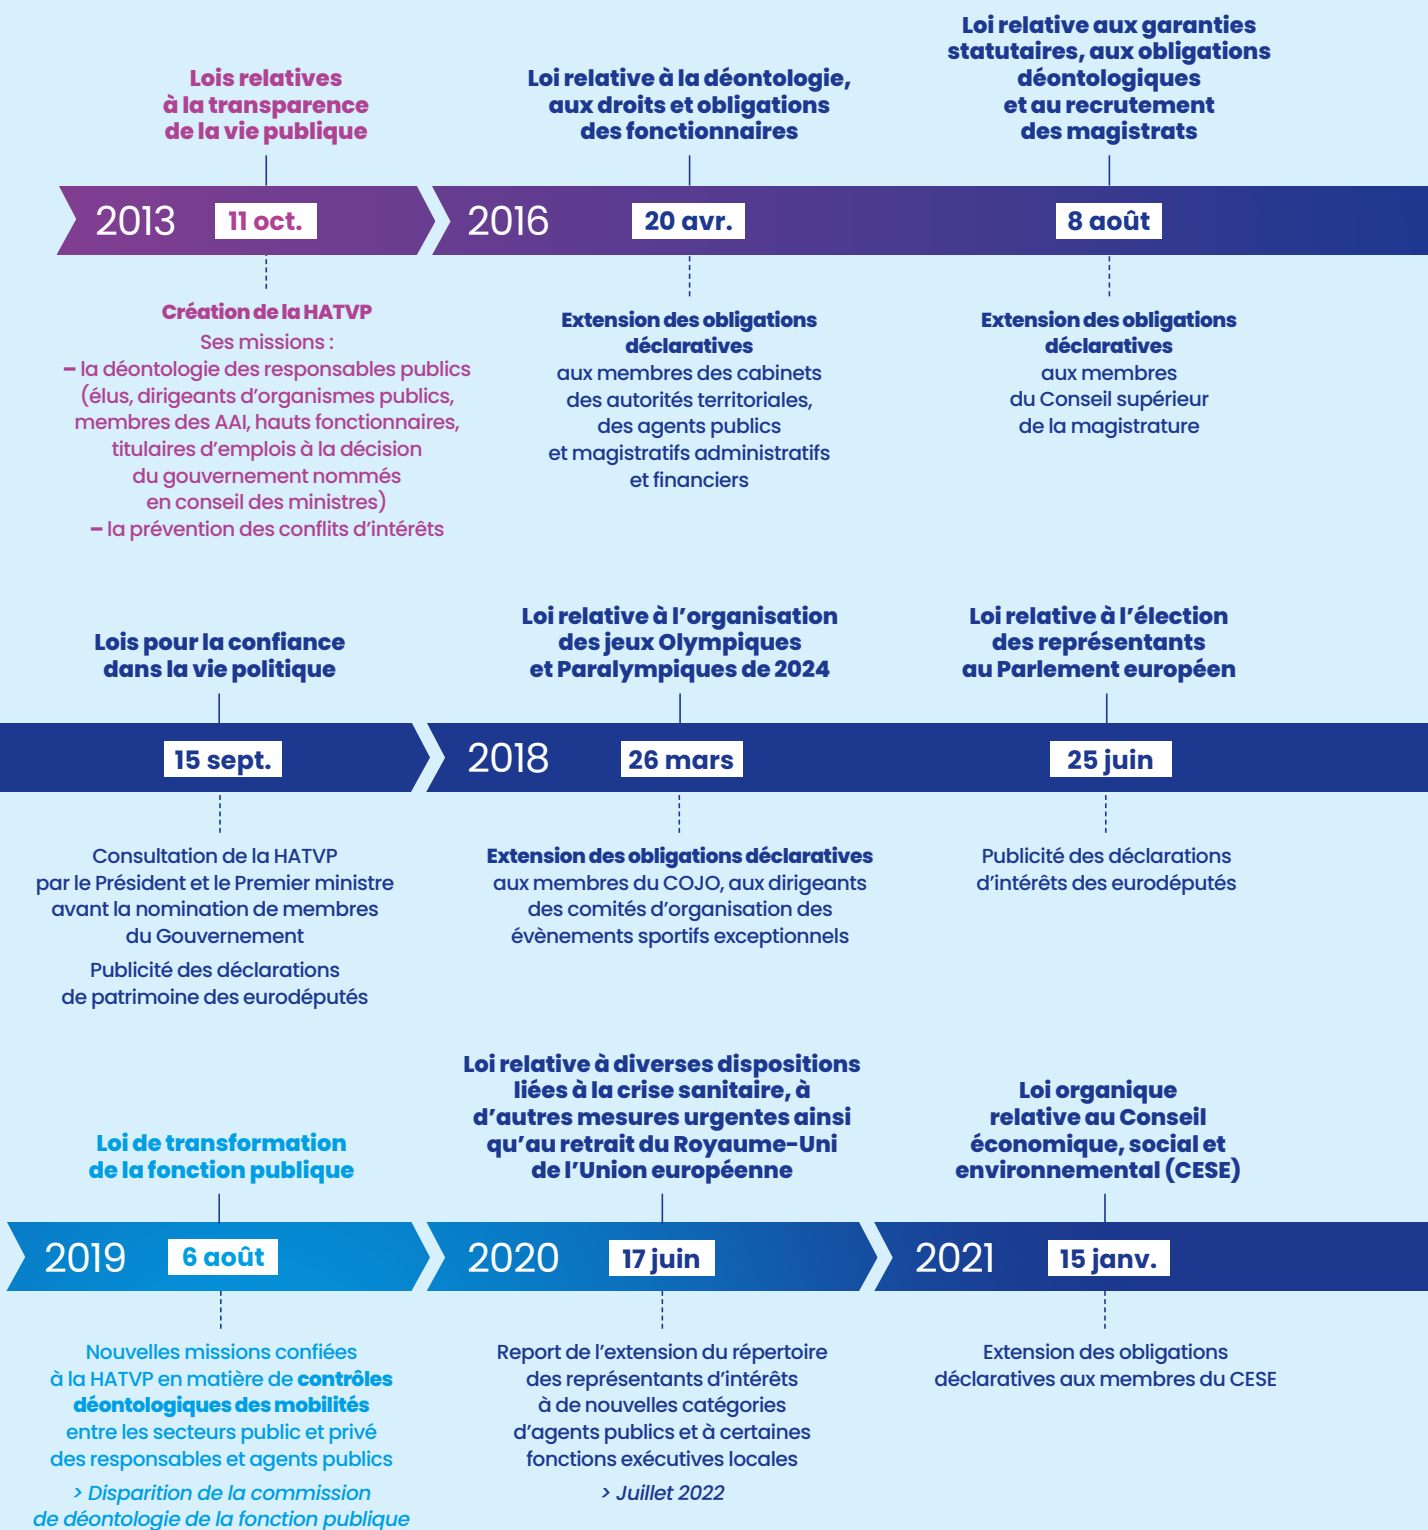 Lois relatives
à la transparence
de la vie publique
2013
11 oct.
Création de la HATVP
Ses missions :
– la déontologie des responsables publics
(élus, dirigeants d’organismes publics,
membres des AAI, hauts fonctionnaires,
titulaires d’emplois à la décision
du gouvernement nommés
en conseil des ministres)
– la prévention des conflits d’intérêts
Loi relative à la déontologie,
aux droits et obligations
des fonctionnaires
2016
20 avr.
Extension des obligations
déclaratives
aux membres des cabinets
des autorités territoriales,
des agents publics
et magistratifs administratifs
et financiers
Loi relative aux garanties
statutaires, aux obligations
déontologiques
et au recrutement
des magistrats
8 août
Extension des obligations
déclaratives
aux membres
du Conseil supérieur
de la magistrature
Lois pour la confiance
dans la vie politique
15 sept.
Consultation de la HATVP
par le Président et le Premier ministre
avant la nomination de membres
du Gouvernement
Publicité des déclarations
de patrimoine des eurodéputés
Loi relative à l’organisation
des jeux Olympiques
et Paralympiques de 2024
2018
26 mars
Extension des obligations déclaratives
aux membres du COJO, aux dirigeants
des comités d’organisation des
évènements sportifs exceptionnels
Loi relative à l’élection
des représentants
au Parlement européen
25 juin
Publicité des déclarations
d’intérêts des eurodéputés
Loi de transformation
de la fonction publique
2019
6 août
Nouvelles missions confiées
à la HATVP en matière de contrôles
déontologiques des mobilités
entre les secteurs public et privé
des responsables et agents publics
> Disparition de la commission
de déontologie de la fonction publique
Loi relative à diverses dispositions
liées à la crise sanitaire, à
d’autres mesures urgentes ainsi
qu’au retrait du Royaume-Uni
de l’Union européenne
2020
17 juin
Report de l’extension du répertoire
des représentants d’intérêts
à de nouvelles catégories
d’agents publics et à certaines
fonctions exécutives locales
> Juillet 2022
Loi organique
relative au Conseil
économique, social et
environnemental (CESE)
2021
15 janv.
Extension des obligations
déclaratives aux membres du CESE